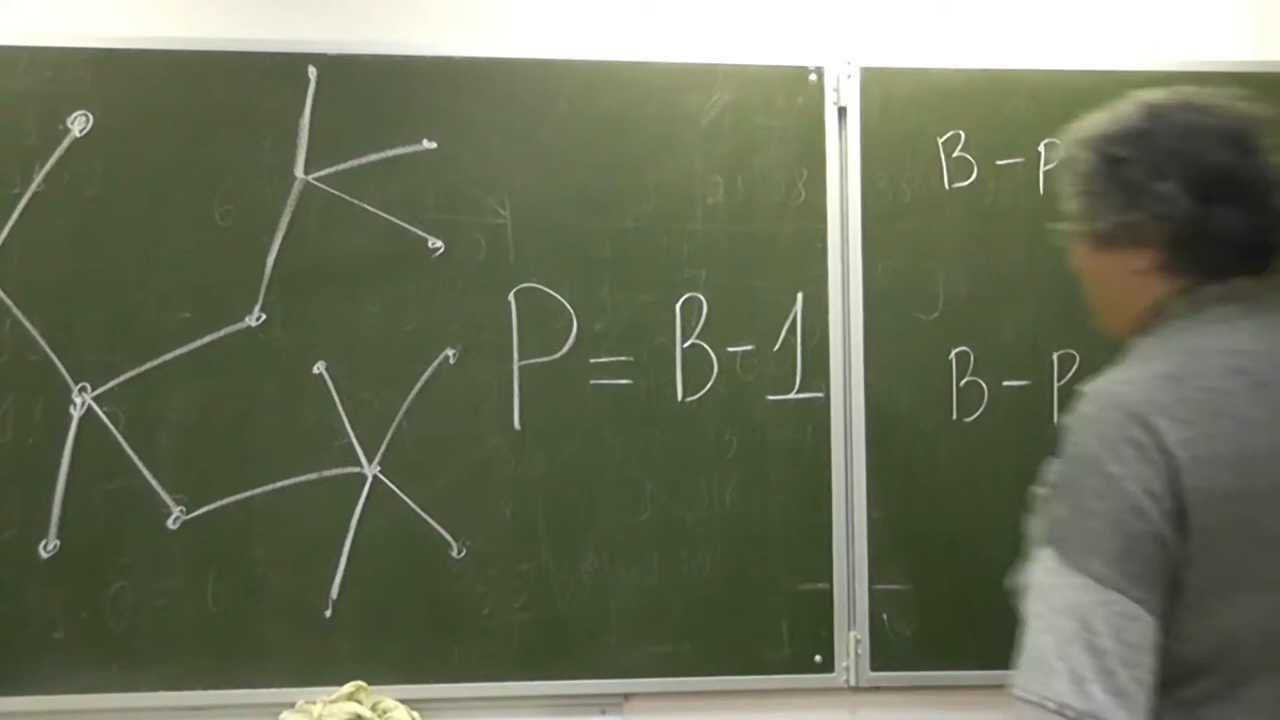 Р = В - 1
В - Р
В - Р